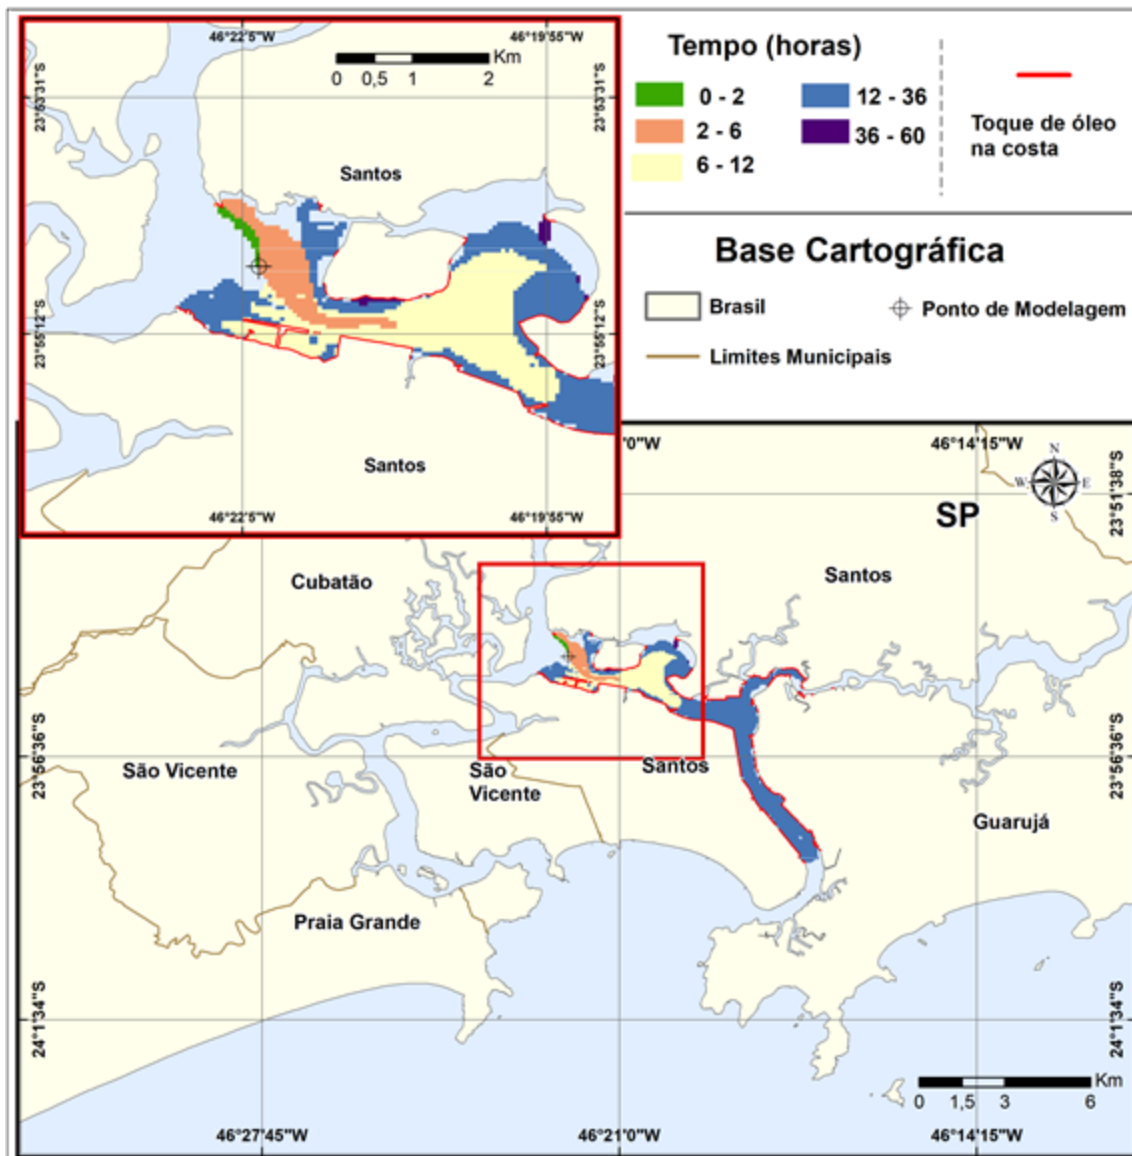 46°22'5"W
46°19'55"W
Km
0 0,5 1 2
23°53'31"S
23°53'31"S
Santos
23°55'12"S
23°55'12"S
Santos
46°22'5"W
46°19'55"W
Tempo (horas)
0 - 2
12 - 36
2 - 6
36 - 60
6 - 12
Toque de óleo
na costa
Base Cartográfica
Brasil
Ponto de Modelagem
Limites Municipais
0"W
46°14'15"W
N
W E
S
SP
23°51'38"S
Cubatão
Santos
23°56'36"S
23°56'36"S
São Vicente
São
Vicente
Santos
Guarujá
Praia Grande
24°1'34"S
24°1'34"S
Km
0 1,5 3 6
46°27'45"W
46°21'0"W
46°14'15"W